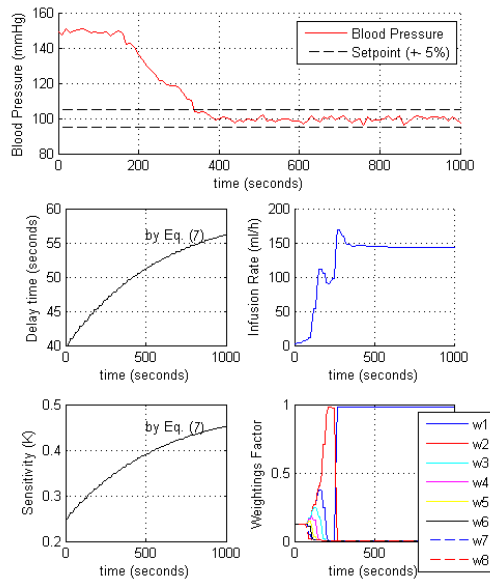 160
140
120
100
80
Blood Pressure (mmHg)
Blood Pressure
Setpoint (+- 5%)
0
200
400
600
800
1000
time (seconds)
60
55
50
45
40
Delay time (seconds)
by Eq. (7)
0
500
1000
time (seconds)
200
150
100
50
0
Infusion Rate (ml/h)
0
500
1000
time (seconds)
0.5
0.4
0.3
0.2
Sensitivity (K)
by Eq. (7)
0
500
1000
time (seconds)
1
0.5
0
Weightings Factor
0
500
1000
time (seconds)
w1
w2
w3
w4
w5
w6
w7
w8